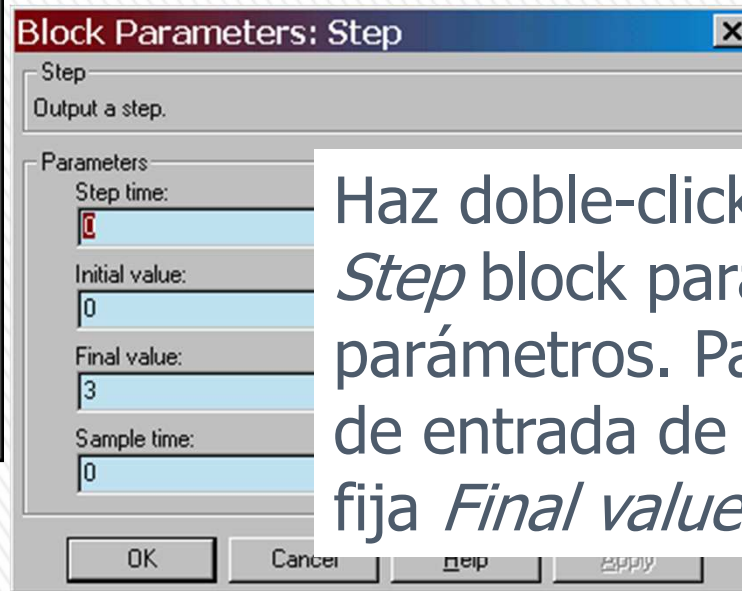 Block Parameters: Step
Step
Output a step.
Parameters
Step time:
0
Initial value:
0
Final value:
3
Sample time:
0
OK
Cancel
Help
Apply
Haz doble-click
Step block para
parámetros. Pa
de entrada de
fija Final value